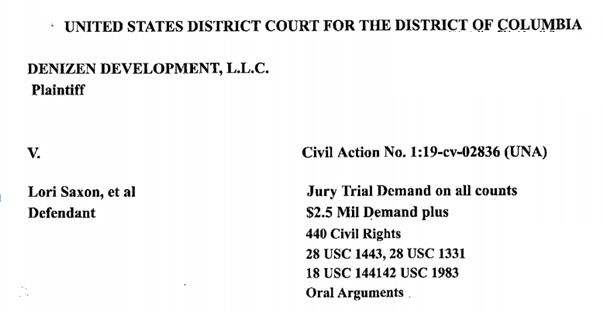 UNITED STATES DISTRICT COURT FOR THE DISTRICT OF COLUMBIA
DENIZEN DEVELOPMENT, L.L.C.
Plaintiff
V.
Civil Action No. 1:19-cv-02836 (UNA)
Lori Saxon, et al
Defendant
Jury Trial Demand on all counts
$2.5 Mil Demand plus
440 Civil Rights
28 USC 1443, 28 USC 1331
18 USC 144142 USC 1983
Oral Arguments